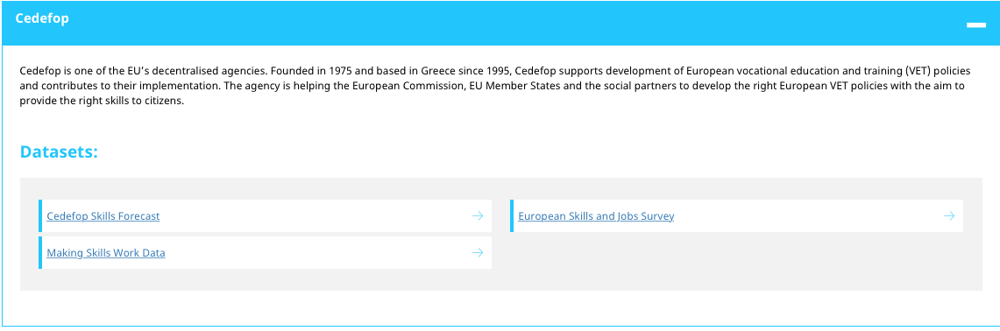 Cedefop
Cedefop is one of the EU’s decentralised agencies. Founded in 1975 and based in Greece since 1995, Cedefop supports development of European vocational education and training (VET) policies
and contributes to their implementation. The agency is helping the European Commission, EU Member States and the social partners to develop the right European VET policies with the aim to
provide the right skills to citizens.
Datasets:
Cedefop Skills Forecast
European Skills and Jobs Survey
Making Skills Work Data